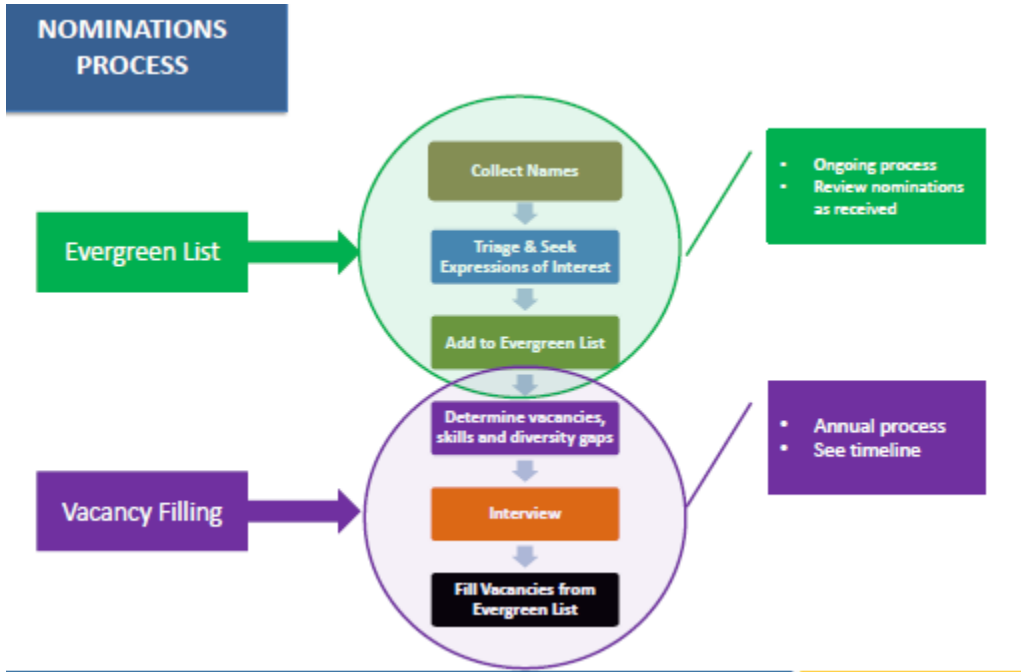 NOMINATIONS
PROCESS
Collect Names
• Ongoing process
• Review nominations
as received
Evergreen List
Triage & Seek
Expressions of Interest
Add to Evergreen List
Determine vacancies,
skills and diversity gaps
• Annual process
• See timeline
Vacancy Filling
Interview
Fill Vacancies from
Evergreen List